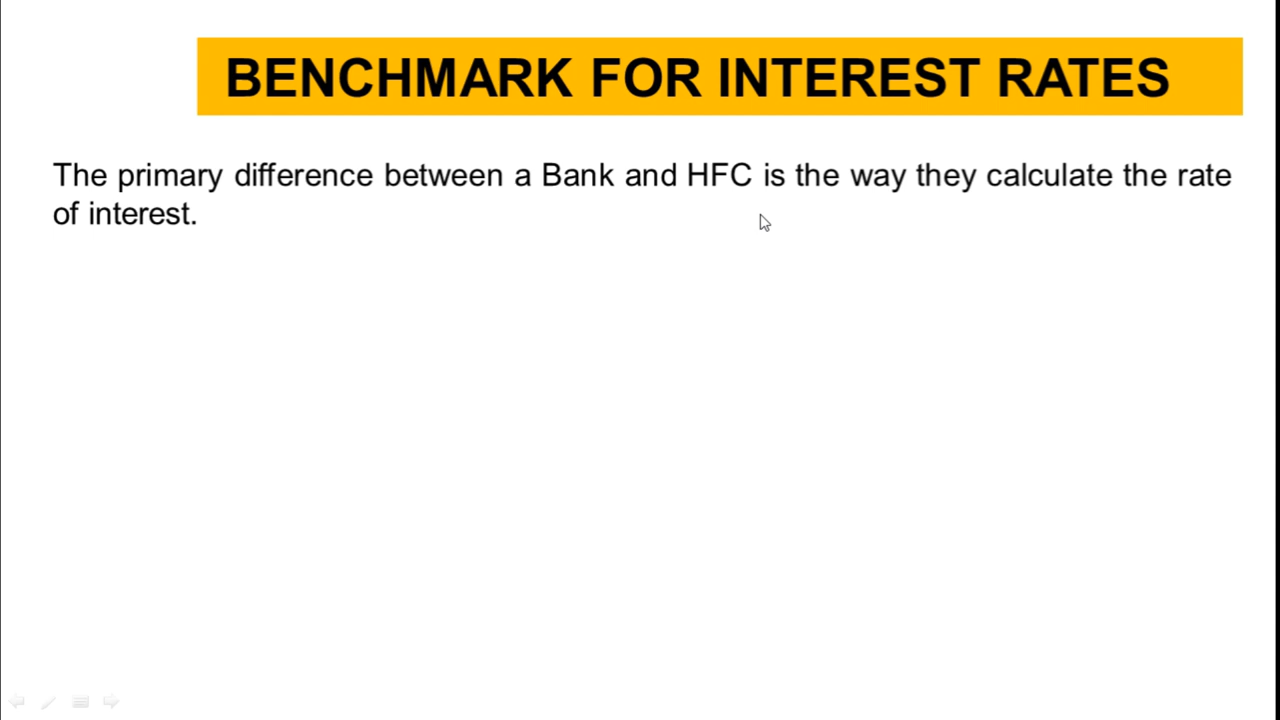 BENCHMARK FOR INTEREST RATES
The primary difference between a Bank and HFC is the way they calculate the rate
of interest.